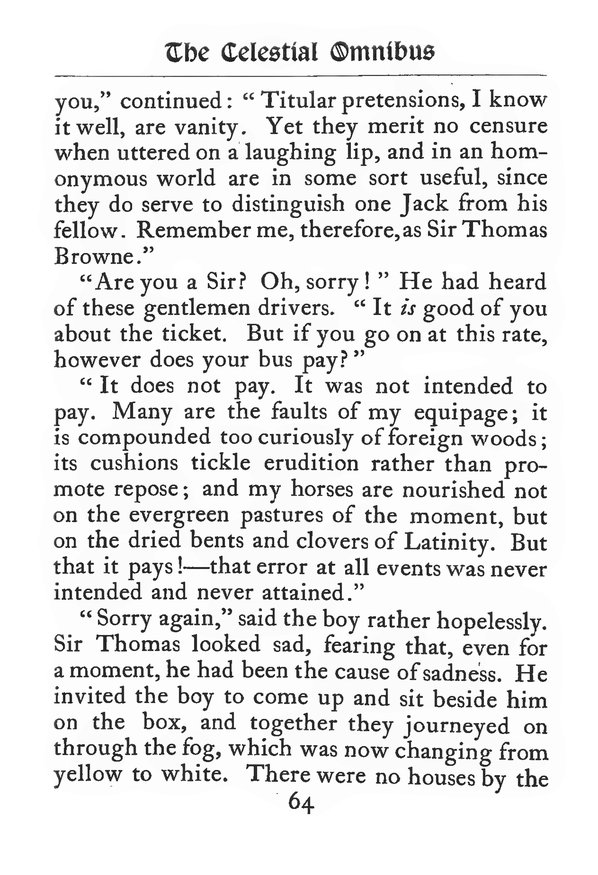 The Celestial Omnibus
you,” continued: “ Titular pretensions, I know
it well, are vanity. Yet they merit no censure
when uttered on a laughing lip, and in an hom-
onymous world are in some sort useful, since
they do serve to distinguish one Jack from his
fellow. Remember me, therefore, as Sir Thomas
Browne.”
“Are you a Sir? Oh, sorry! ” He had heard
of these gentlemen drivers. “ It is good of you
about the ticket. But if you go on at this rate,
however does your bus pay? ”
“ It does not pay. It was not intended to
pay. Many are the faults of my equipage; it
is compounded too curiously of foreign woods;
its cushions tickle erudition rather than pro-
mote repose; and my horses are nourished not
on the evergreen pastures of the moment, but
on the dried bents and clovers of Latinity. But
that it pays!—that error at all events was never
intended and never attained.”
“ Sorry again,” said the boy rather hopelessly.
Sir Thomas looked sad, fearing that, even for
a moment, he had been the cause of sadness. He
invited the boy to come up and sit beside him
on the box, and together they journeyed on
through the fog, which was now changing from
yellow to white. There were no houses by the
64